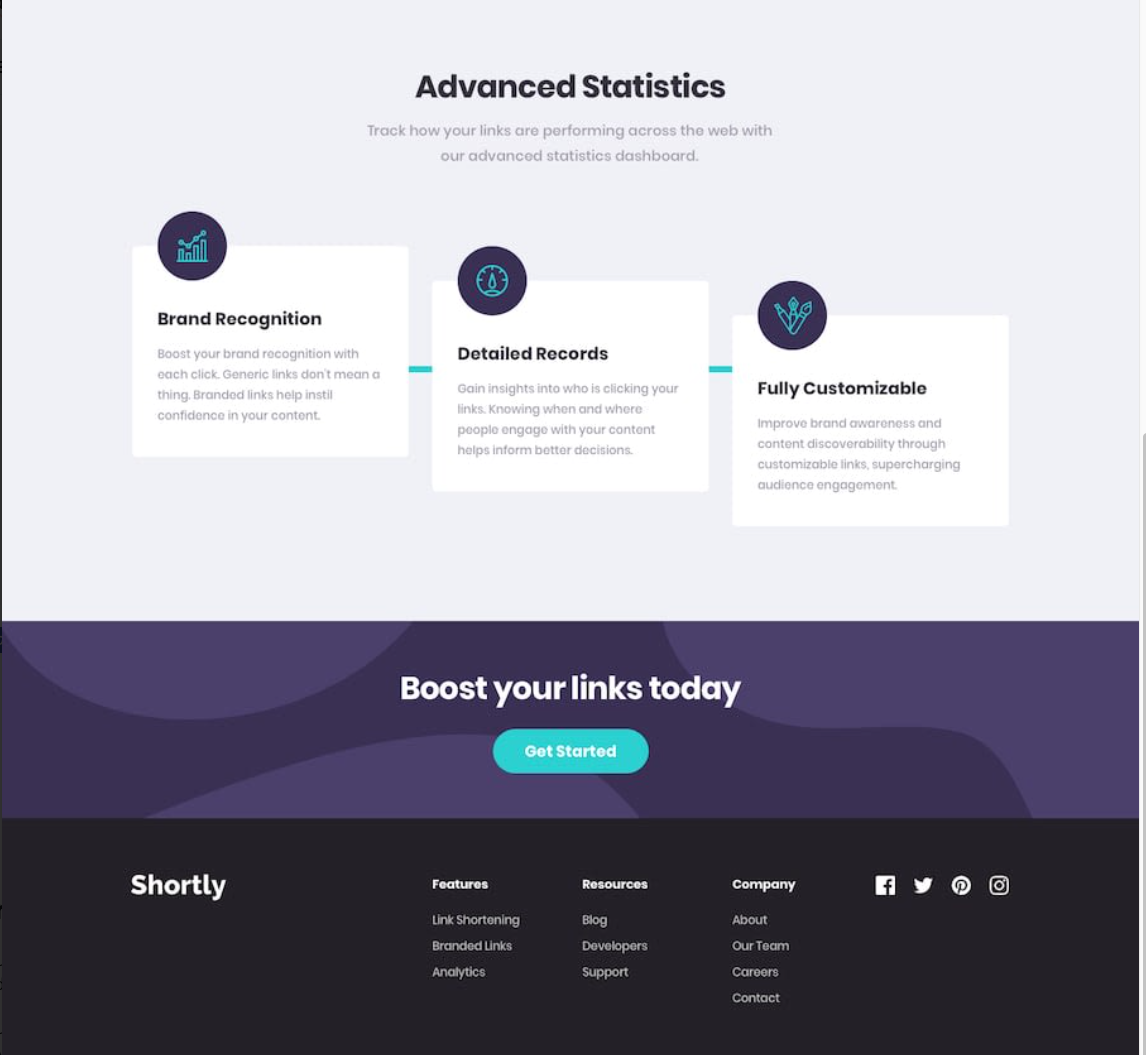 Advanced Statistics
Track how your links are performing across the web with
our advanced statistics dashboard.
Brand Recognition
Boost your brand recognition with
each click. Generic links don't mean a
thing. Branded links help instil
confidence in your content.
Detailed Records
Gain insights into who is clicking your
links. Knowing when and where
people engage with your content
helps inform better decisions.
Fully Customizable
Improve brand awareness and
content discoverability through
customizable links, supercharging
audience engagement.
Boost your links today
Get Started
Shortly
Features
Link Shortening
Branded Links
Analytics
Resources
Blog
Developers
Support
Company
About
Our Team
Careers
Contact